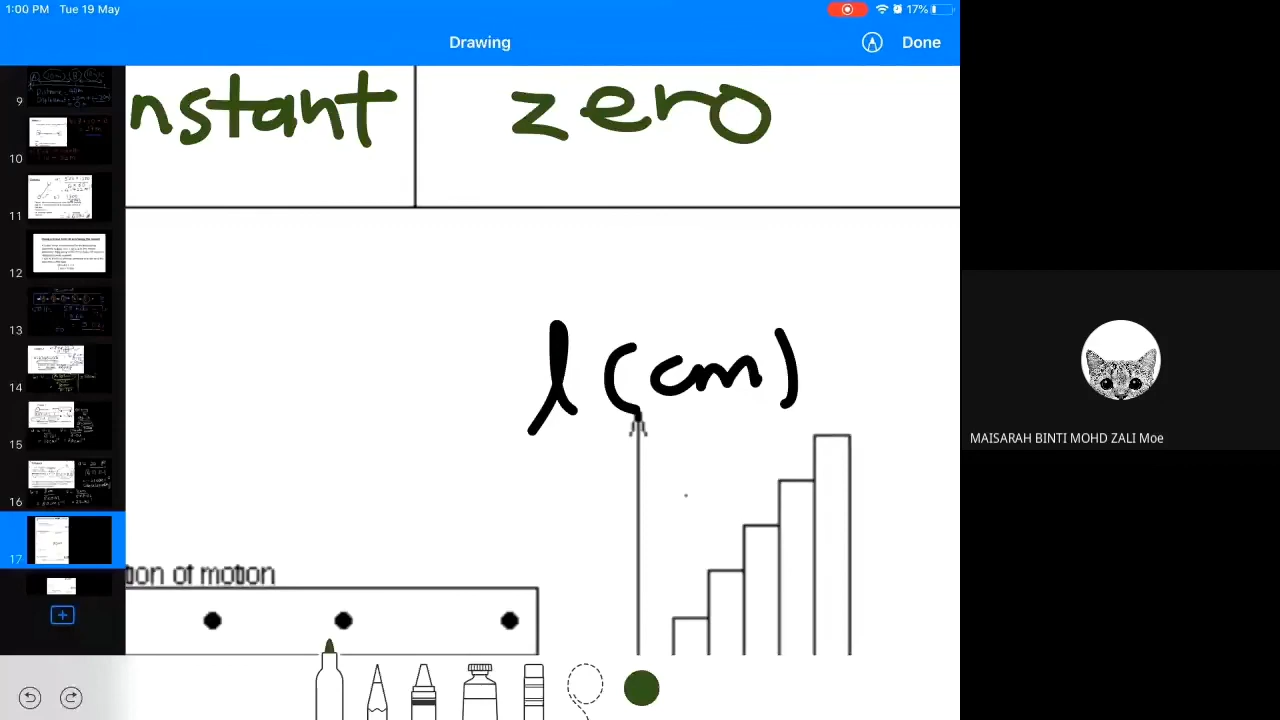 1:00 PM Tue 19 May
17%
Drawing
Done
9
10
11
12
13
14
15
16
17
nstant
zero
l (cm)
tion of motion
MAISARAH BINTI MOHD ZALI Moe